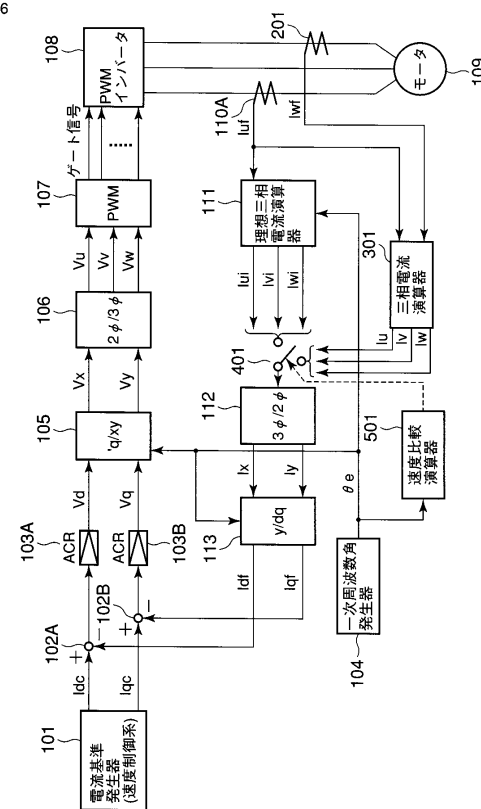 6
101
電流基準
発生器
(速度制御系)
Idc
Iqc
102A
+
−
102B
+
−
103A
ACR
ACR
103B
Vd
Vq
105
'q/xy
Vx
Vy
106
2φ/3φ
Vu
Vv
Vw
107
PWM
ゲート信号
108
PWM
インバータ
201
モータ
109
110A
Iuf
Iwf
111
理想三相
電流演算
器
Iui
Ivi
Iwi
301
三相電流
演算器
Iu
Iv
Iw
401
112
3φ/2φ
Ix
Iy
y/dq
113
Idf
Iqf
θe
501
速度比較
演算器
一次周波数角
発生器
104